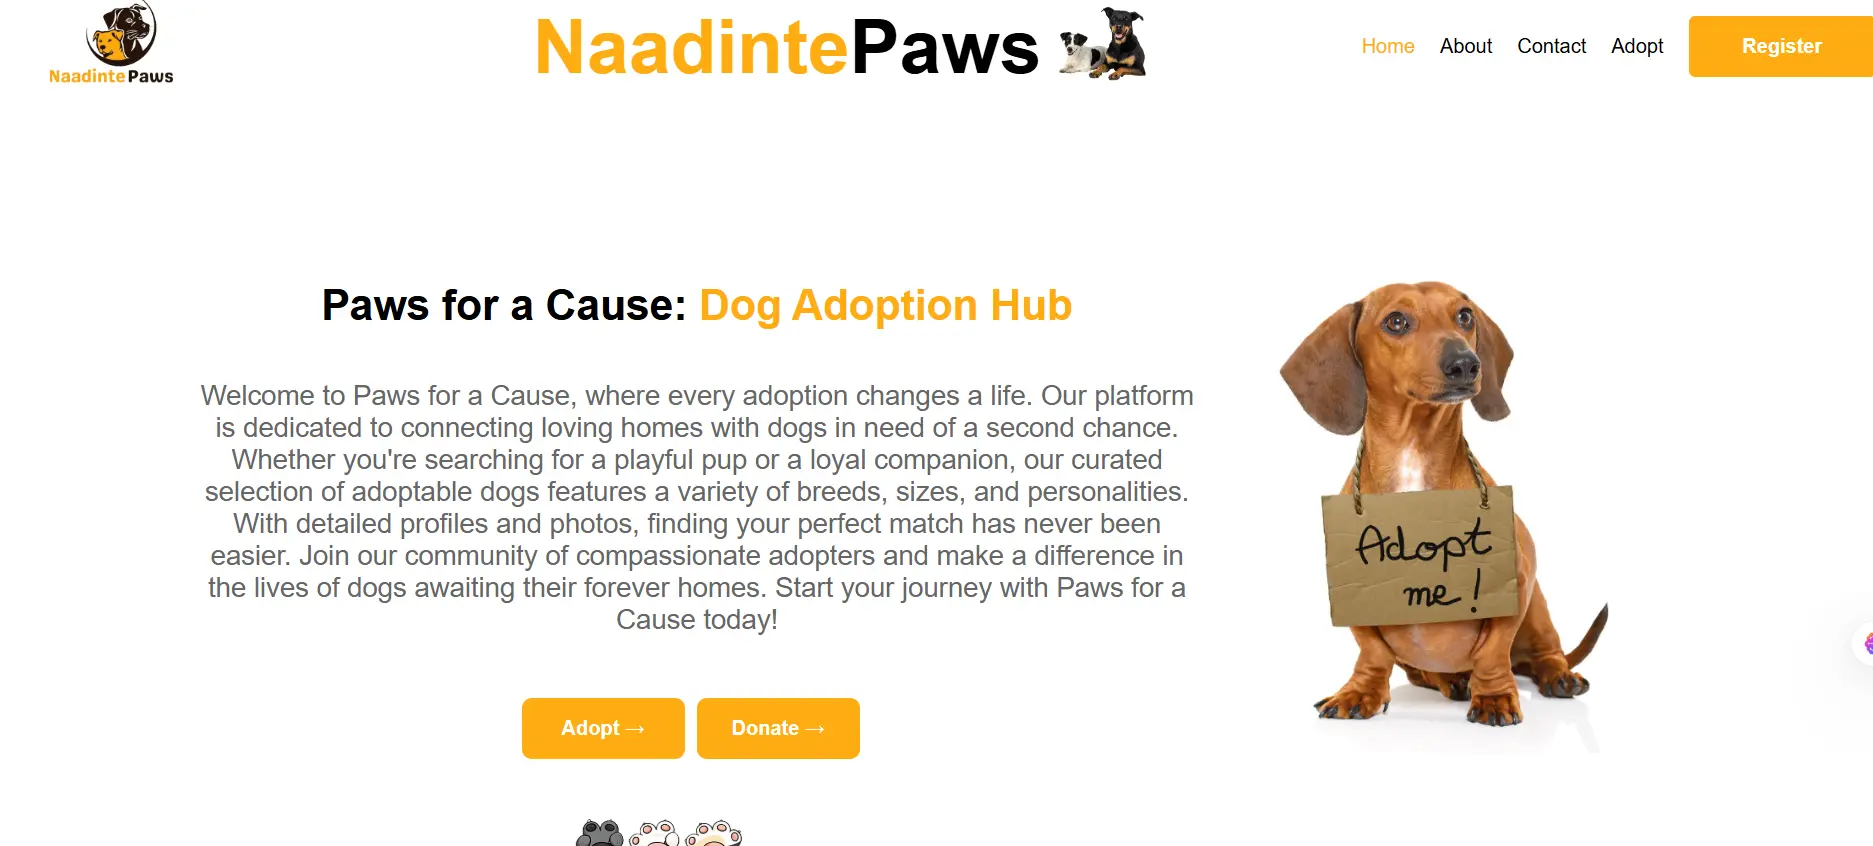 Naadinte Paws
NaadintePaws
Home About Contact Adopt Register
Paws for a Cause: Dog Adoption Hub
Welcome to Paws for a Cause, where every adoption changes a life. Our platform
is dedicated to connecting loving homes with dogs in need of a second chance.
Whether you're searching for a playful pup or a loyal companion, our curated
selection of adoptable dogs features a variety of breeds, sizes, and personalities.
With detailed profiles and photos, finding your perfect match has never been
easier. Join our community of compassionate adopters and make a difference in
the lives of dogs awaiting their forever homes. Start your journey with Paws for a
Cause today!
Adopt
me!
Adopt → Donate →